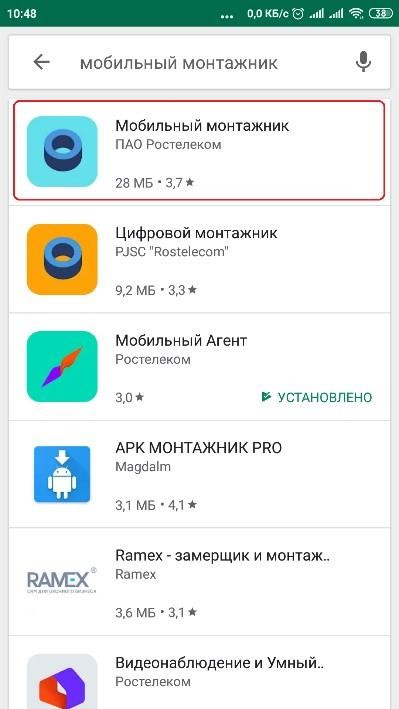 10:48
... 0,0 КБ/с 38
мобильный монтажник
Мобильный монтажник
ПАО Ростелеком
28 МБ • 3,7 ★
Цифровой монтажник
PJSC "Rostelecom"
9,2 МБ • 3,3 ★
Мобильный Агент
Ростелеком
3,0 ★ УСТАНОВЛЕНО
АРК МОНТАЖНИК PRO
Magdalm
3,1 МБ • 4,1 ★
RAMEX®
Ramex - замерщик и монтаж..
Ramex
3,6 МБ • 3,1 ★
Видеонаблюдение и Умный..
Ростелеком